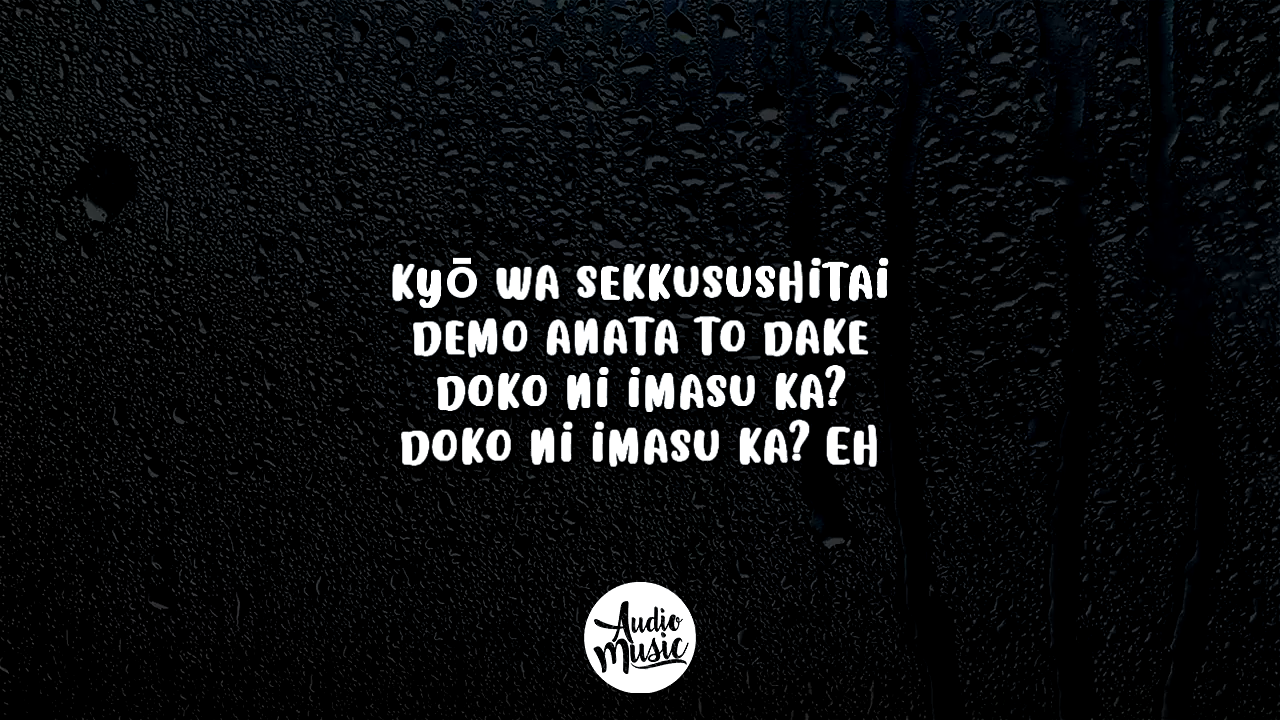 KYŌ WA SEKKUSUSHITAI
DEMO ANATA TO DAKE
DOKO NI IMASU KA?
DOKO NI IMASU KA? EH
Audio
Music